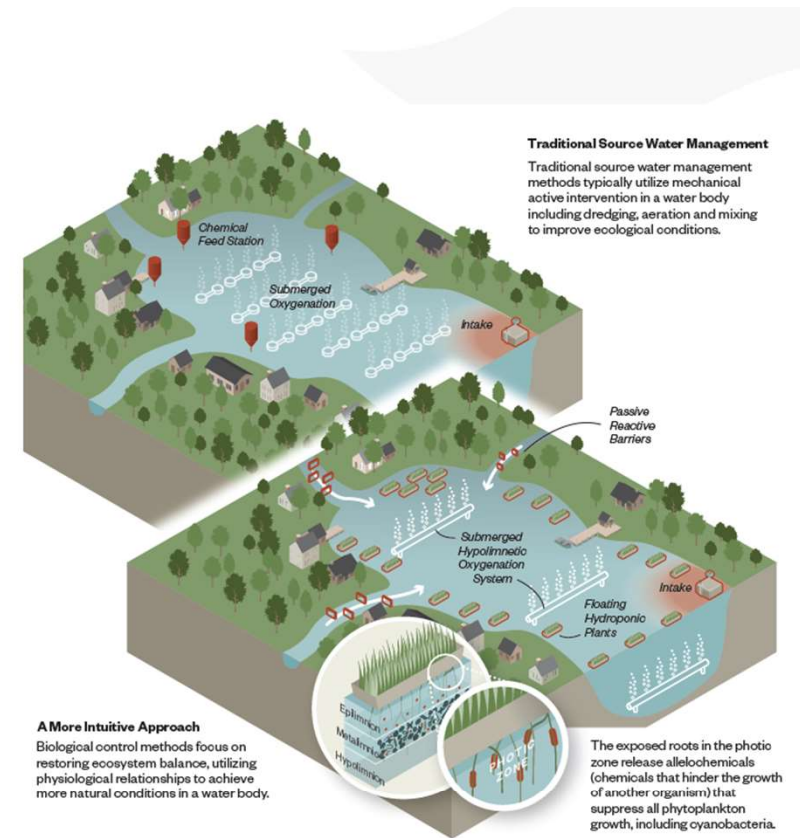 Traditional Source Water Management
Traditional source water management
methods typically utilize mechanical
active intervention in a water body
including dredging, aeration and mixing
to improve ecological conditions.
Chemical
Feed Station
Submerged
Oxygenation
Intake
Passive
Reactive
Barriers
Submerged
Hypolimnetic
Oxygenation
System
Intake
Floating
Hydroponic
Plants
Epilimnion
Metalimnion
Hypolimnion
PHOTIC
ZONE
A More Intuitive Approach
Biological control methods focus on
restoring ecosystem balance, utilizing
physiological relationships to achieve
more natural conditions in a water body.
The exposed roots in the photic
zone release allelochemicals
(chemicals that hinder the growth
of another organism) that
suppress all phytoplankton
growth, including cyanobacteria.